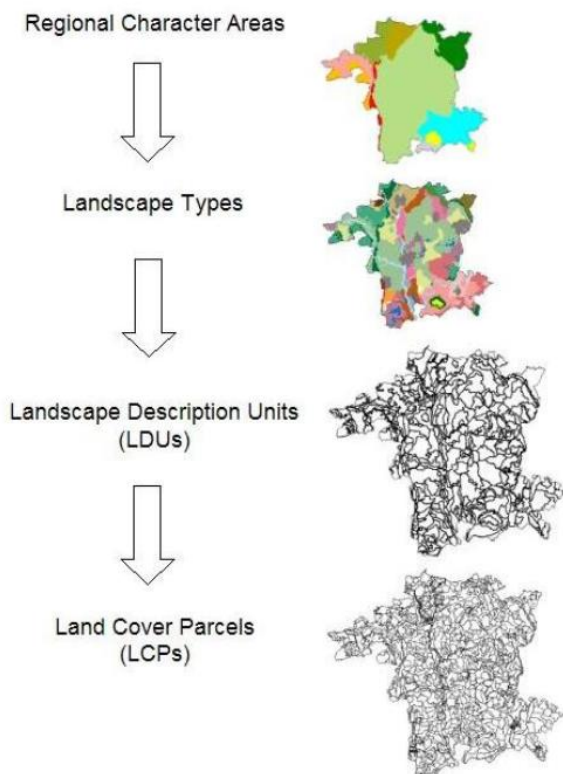 Regional Character Areas
Landscape Types
Landscape Description Units
(LDUs)
Land Cover Parcels
(LCPs)